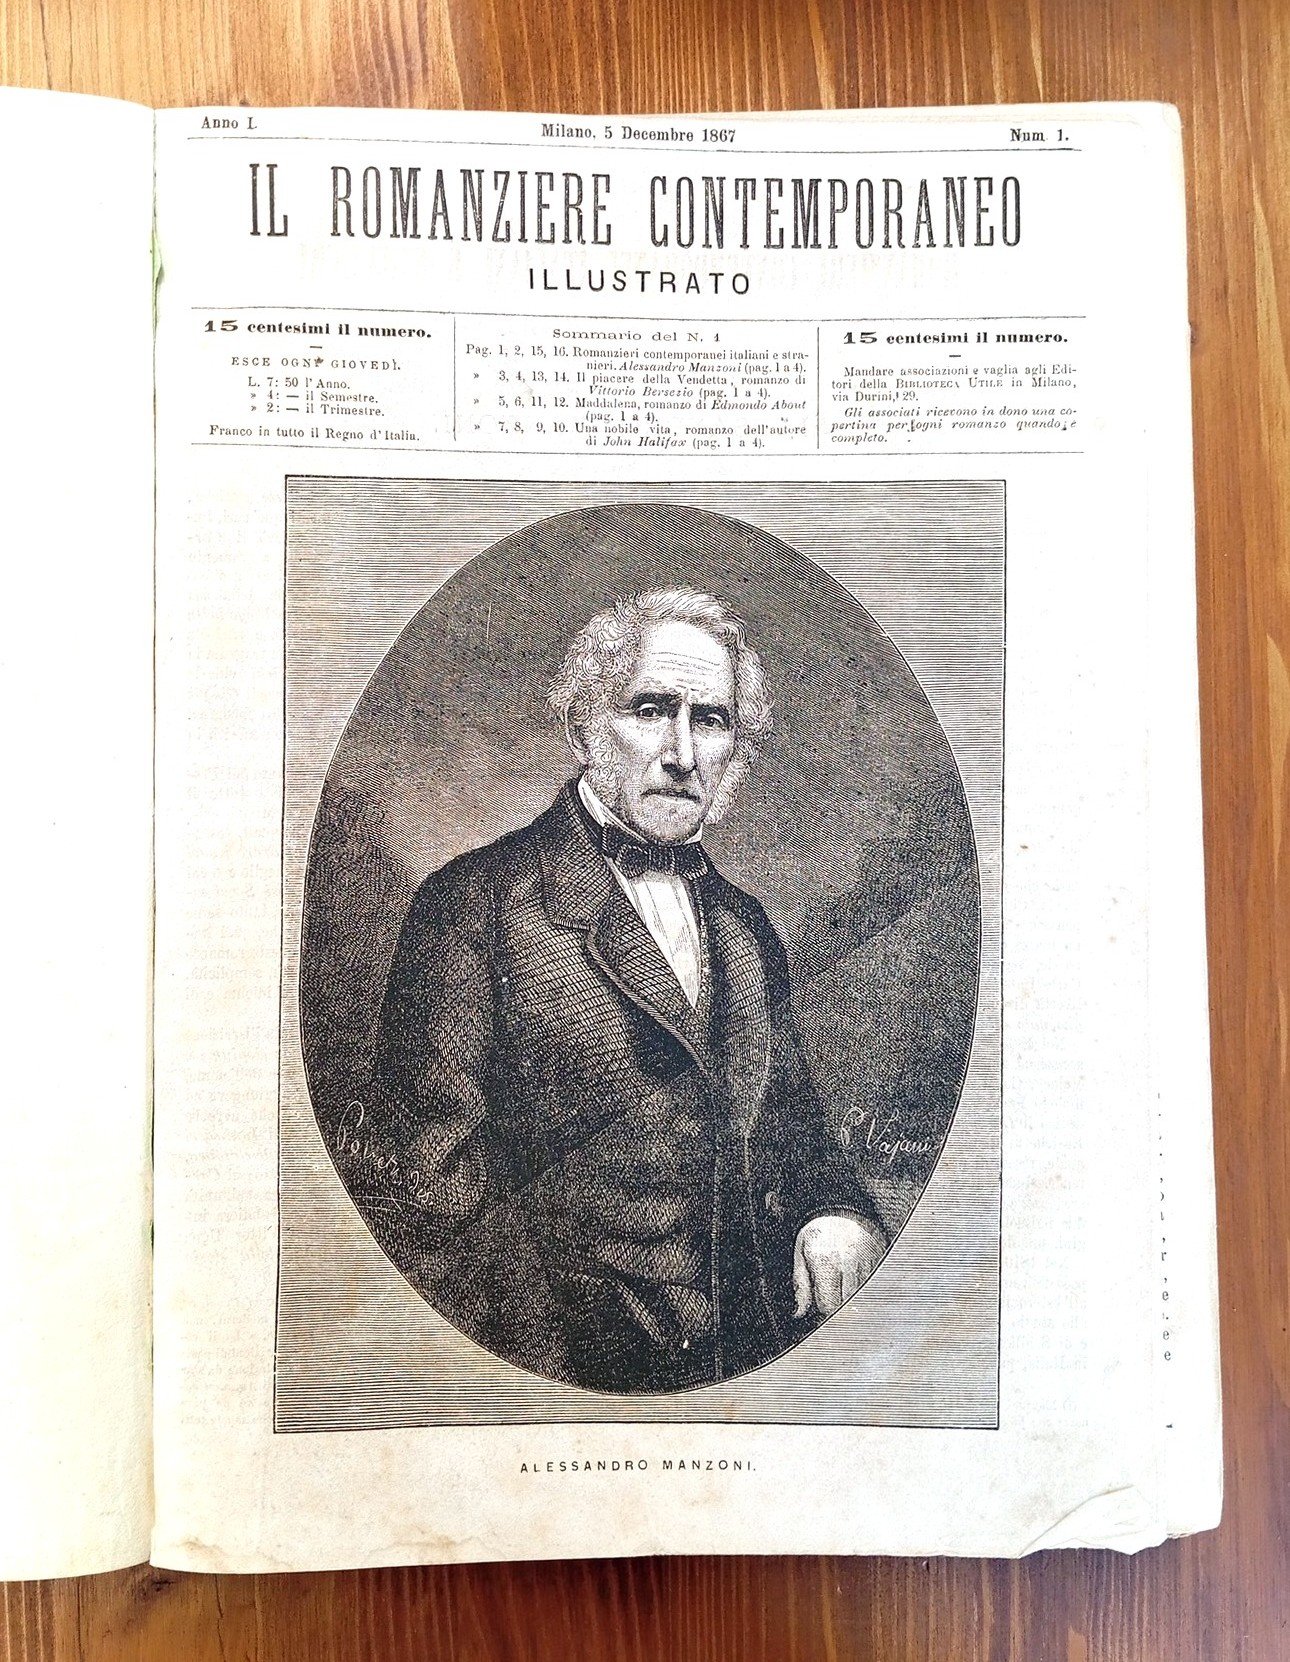 Anno I.
Milano, 5 Decembre 1867
Num. 1.
IL ROMANZIERE CONTEMPORANEO
ILLUSTRATO
15 centesimi il numero.
ESCE OGNI GIOVEDÌ.
L. 7: 50 l'Anno.
» 4: — il Semestre.
» 2: — il Trimestre.
Franco in tutto il Regno d'Italia.
Sommario del N. 1
Pag. 1, 2, 15, 16. Romanzieri contemporanei italiani e stra-
nieri. Alessandro Manzoni (pag. 1 a 4).
» 3, 4, 13, 14. Il piacere della Vendetta, romanzo di
Vittorio Bersezio (pag. 1 a 4).
» 5, 6, 11, 12. Maddalena, romanzo di Edmondo About
(pag. 1 a 4).
» 7, 8, 9, 10. Una nobile vita, romanzo dell'autore
di John Halifax (pag. 1 a 4).
15 centesimi il numero.
Mandare associazioni e vaglia agli Edi-
tori della BIBLIOTECA UTILE in Milano,
via Durini, 29.
Gli associati ricevono in dono una co-
pertina per ogni romanzo quando è
completo.
ALESSANDRO MANZONI.